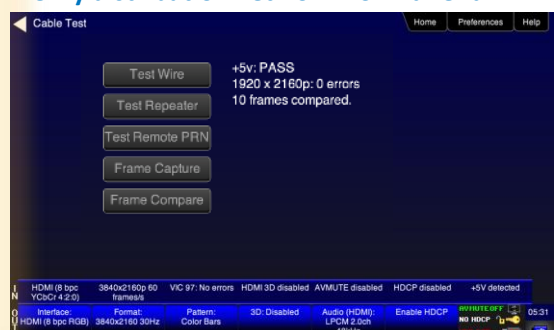 Cable Test
Home
Preferences
Help
Test Wire
Test Repeater
Test Remote PRN
Frame Capture
Frame Compare
+5v: PASS
1920 x 2160p: 0 errors
10 frames compared.
IN
HDMI (8 bpc
YCbCr 4:2:0)
3840x2160p60
frames/s
VIC 97: No errors
HDMI 3D disabled
AVMUTE disabled
HDCP disabled
+5V detected
Interface:
HDMI (8 bpc RGB)
Format:
3840x2160 30Hz
Pattern:
Color Bars
3D: Disabled
Audio (HDMI):
LPCM 2.0ch
Enable HDCP
AVMUTE OFF
NO HDCP
05:31